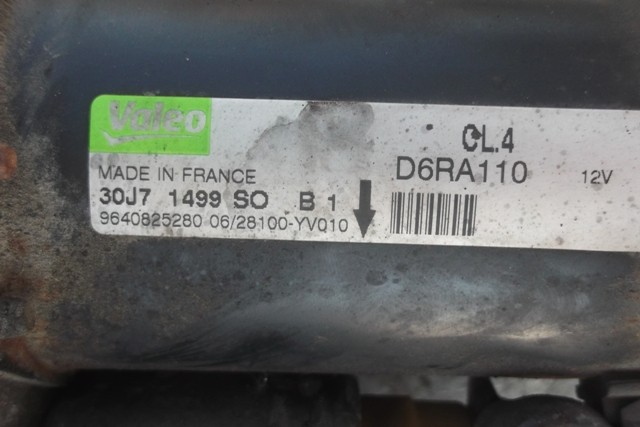 Valeo
CL.4
MADE IN FRANCE
D6RA110
12V
30J7 1499 SO B 1
9640825280 06/28100-YV010